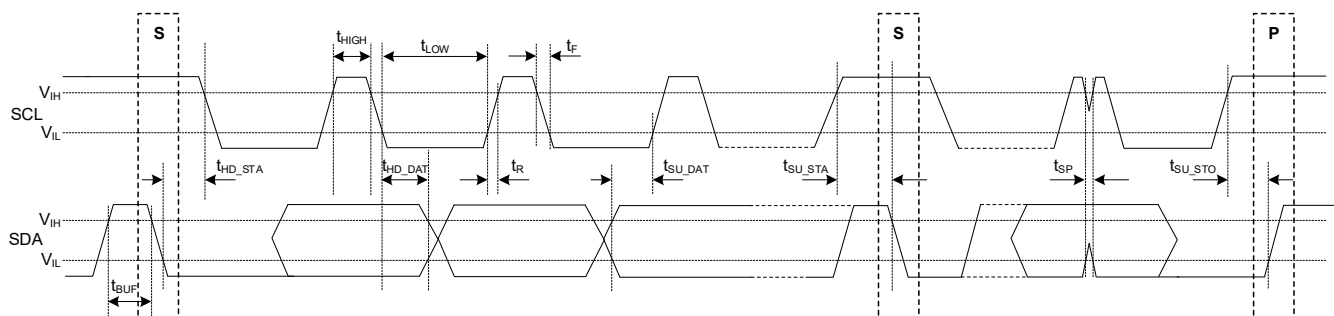 S
S
P
tHIGH
tLOW
tF
VIH
SCL
VIL
tHD_STA
tHD_DAT
tR
tSU_DAT
tSU_STA
tSP
tSU_STO
VIH
SDA
VIL
tBUF